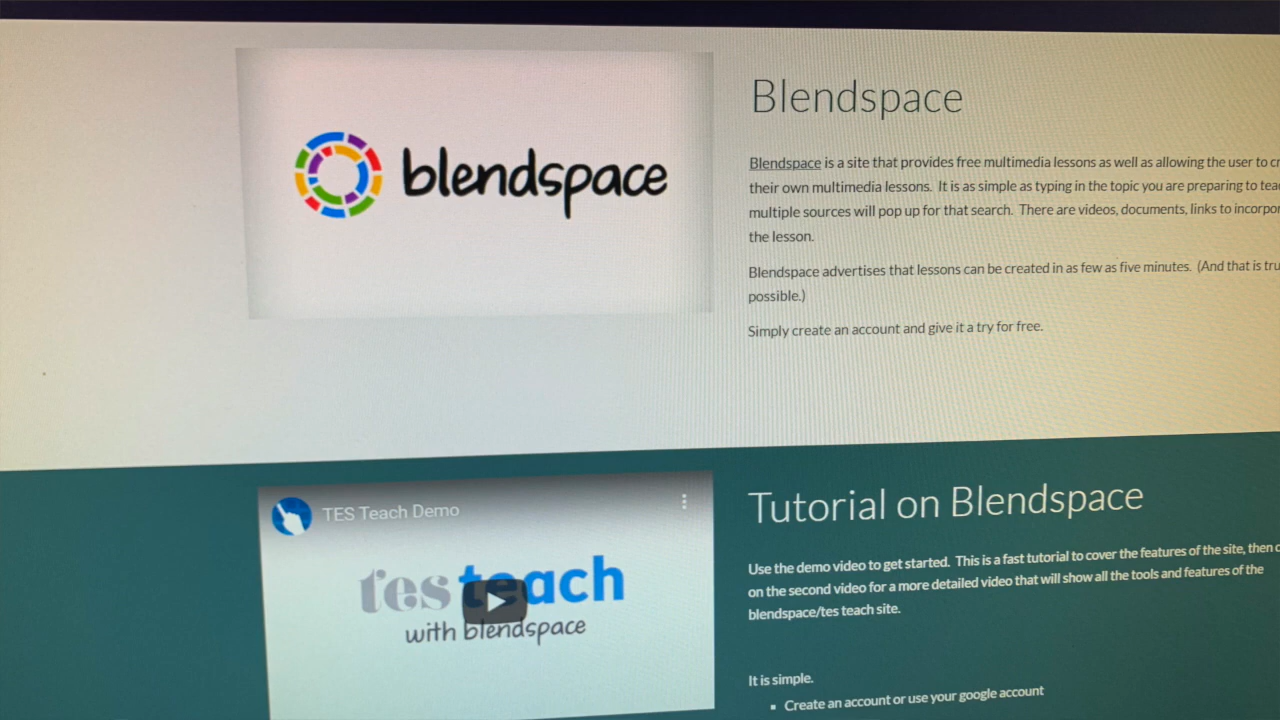 blendspace
Blendspace
Blendspace is a site that provides free multimedia lessons as well as allowing the user to
their own multimedia lessons. It is as simple as typing in the topic you are preparing to
multiple sources will pop up for that search. There are videos, documents, links to
the lesson.
Blendspace advertises that lessons can be created in as few as five minutes. (And that is
possible.)
Simply create an account and give it a try for free.
TES Teach Demo
tes teach
with blendspace
Tutorial on Blendspace
Use the demo video to get started. This is a fast tutorial to cover the features of the site, then
on the second video for a more detailed video that will show all the tools and features of the
blendspace/tes teach site.
It is simple.
▪ Create an account or use your google account